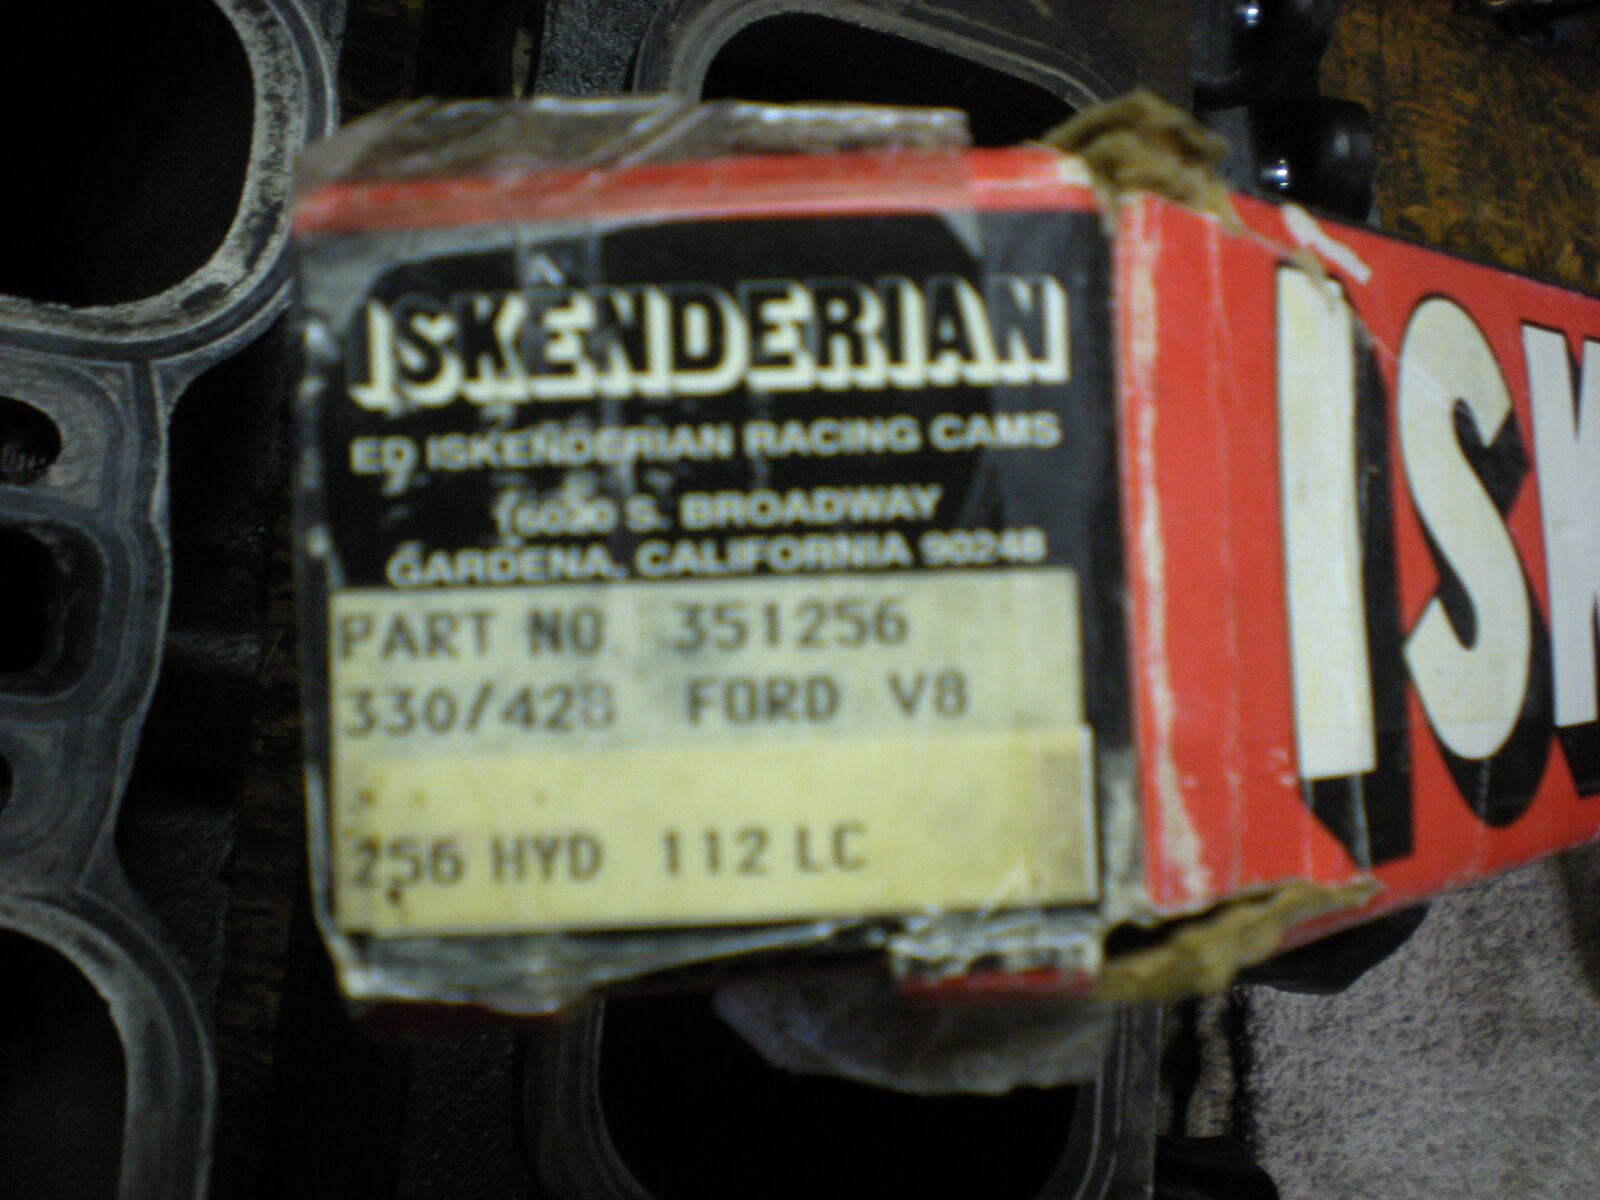 ISKENDERIAN
ED ISKENDERIAN RACING CAMS
16020 S. BROADWAY
GARDENA, CALIFORNIA 90248
PART NO. 351256
330/428 FORD V8
256 HYD 112 LC
ISK